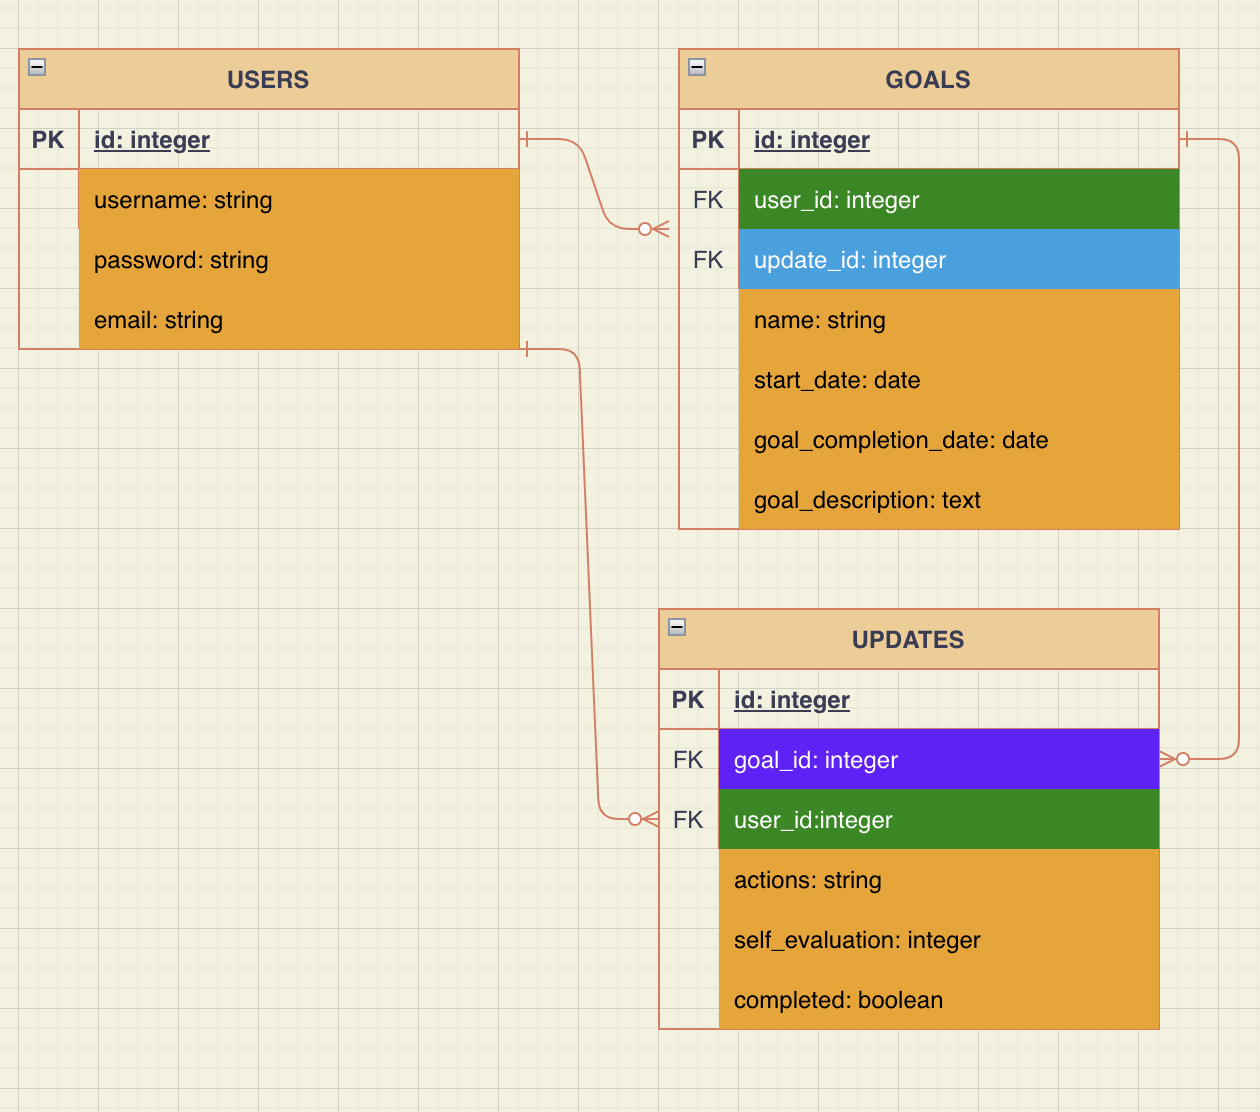 USERS
PK id: integer
username: string
password: string
email: string
GOALS
PK id: integer
FK user_id: integer
FK update_id: integer
name: string
start_date: date
goal_completion_date: date
goal_description: text
UPDATES
PK id: integer
FK goal_id: integer
FK user_id:integer
actions: string
self_evaluation: integer
completed: boolean